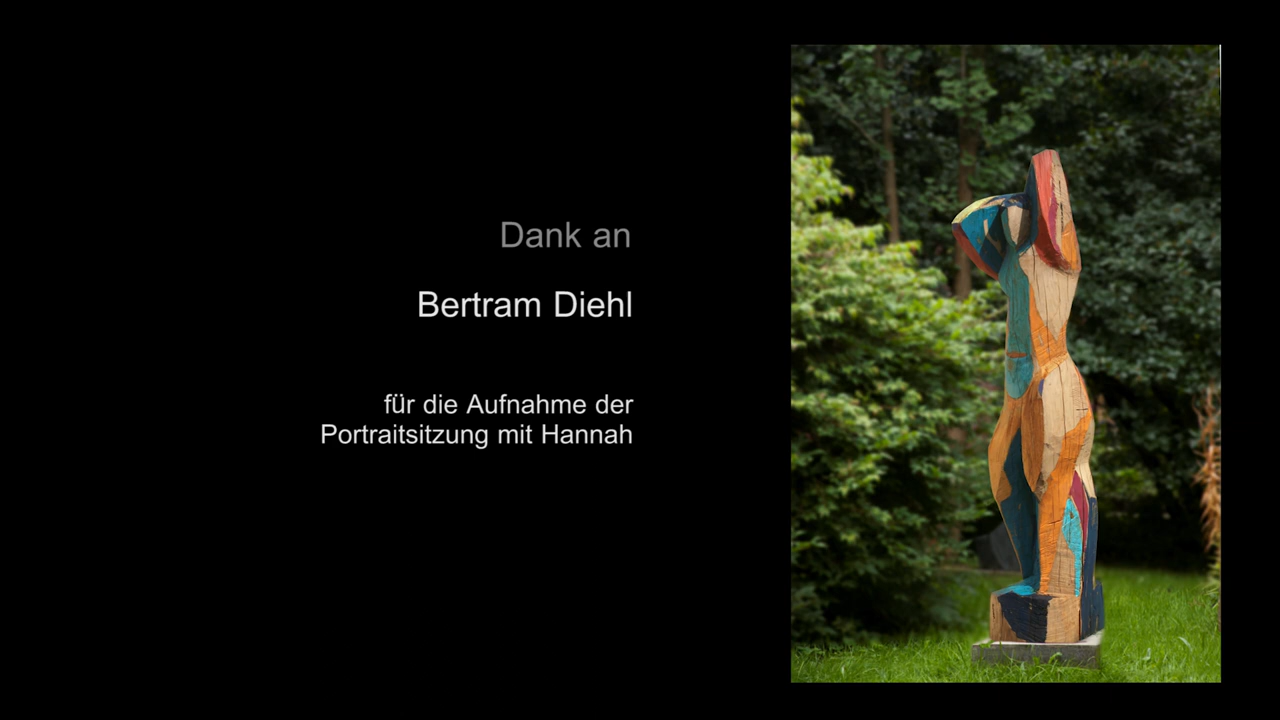 Dank an
Bertram Diehl
für die Aufnahme der
Portraitsitzung mit Hannah